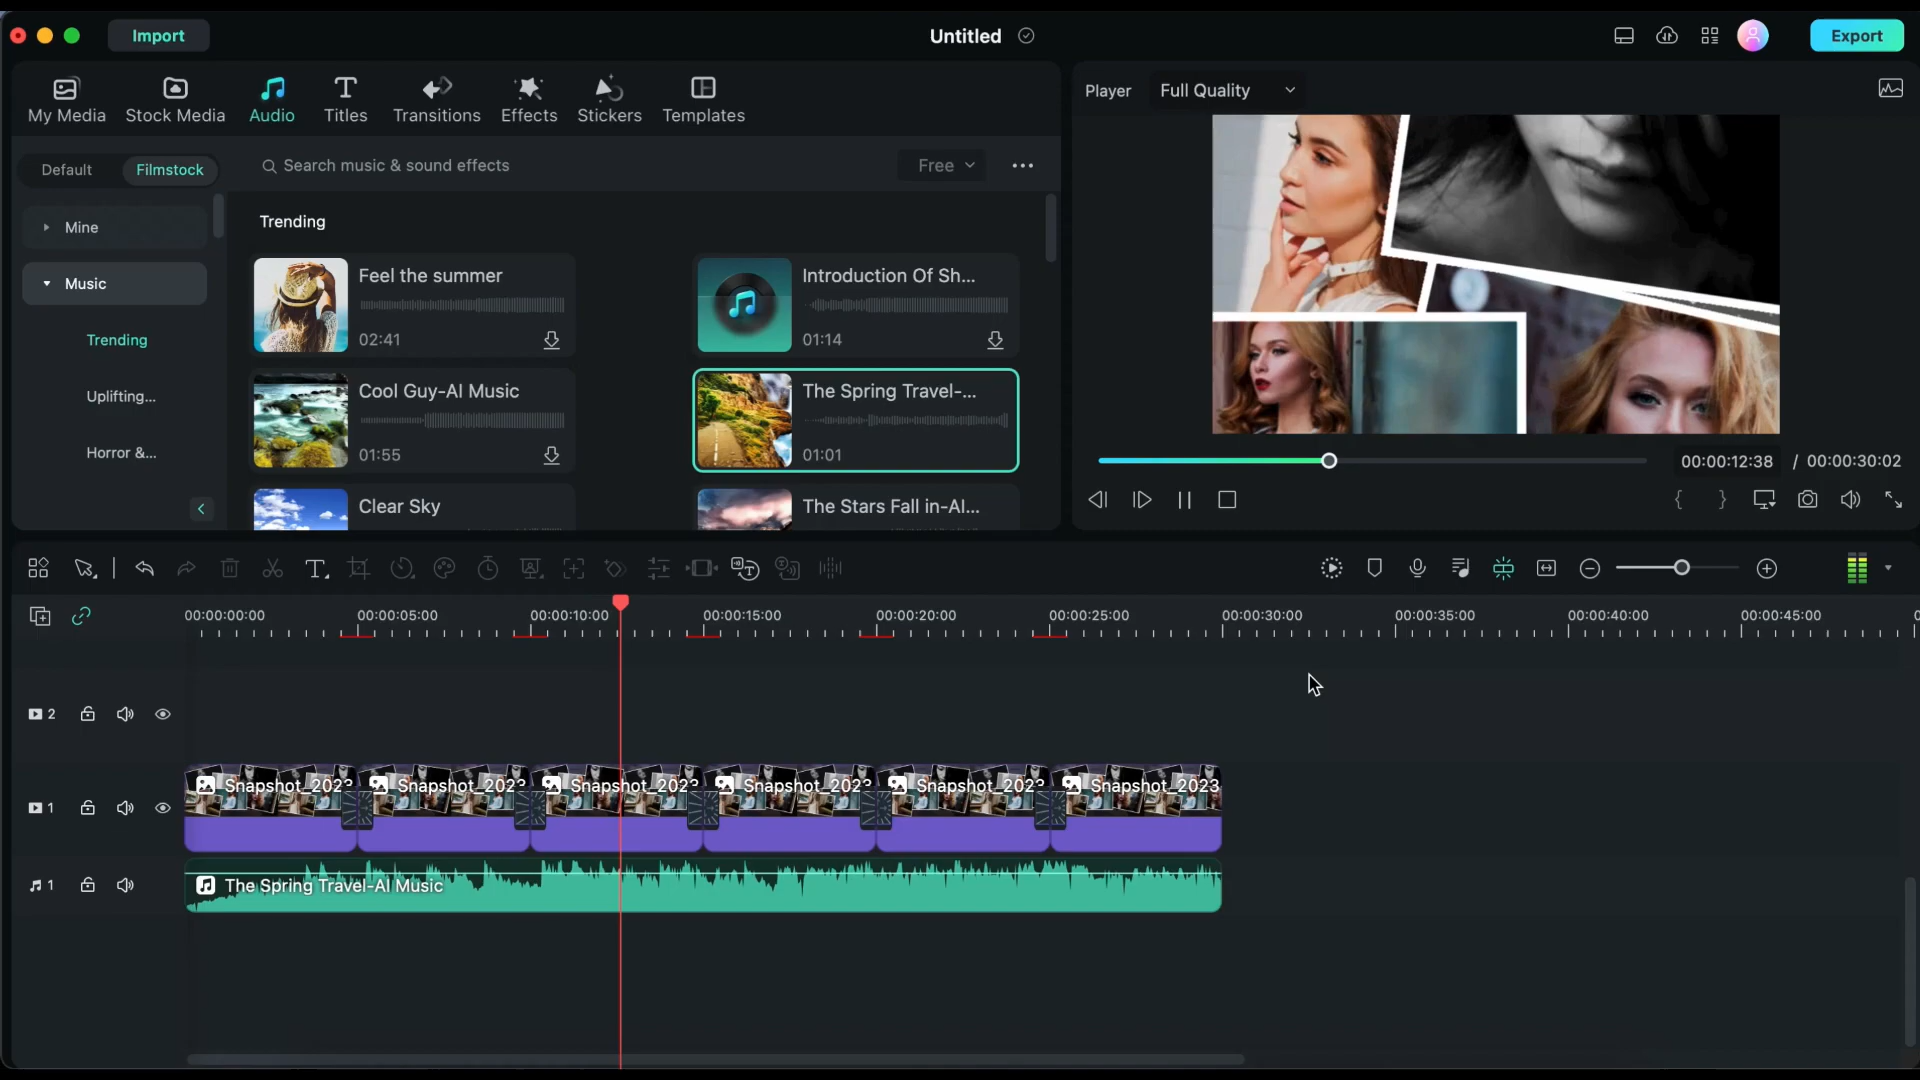 Import
Untitled
Export
My Media
Stock Media
Audio
Titles
Transitions
Effects
Stickers
Templates
Player
Full Quality
Default
Filmstock
Search music & sound effects
Free
Mine
Music
Trending
Uplifting...
Horror &...
Trending
Feel the summer
02:41
Introduction Of Sh...
01:14
Cool Guy-AI Music
01:55
The Spring Travel-...
01:01
Clear Sky
The Stars Fall in-AI...
00:00:12:38 / 00:00:30:02
00:00:00:00
00:00:05:00
00:00:10:00
00:00:15:00
00:00:20:00
00:00:25:00
00:00:30:00
00:00:35:00
00:00:40:00
00:00:45:00
2
1
Snapshot_202
Snapshot_202
Snapshot_202
Snapshot_202
Snapshot_202
Snapshot_2023
1
The Spring Travel-AI Music